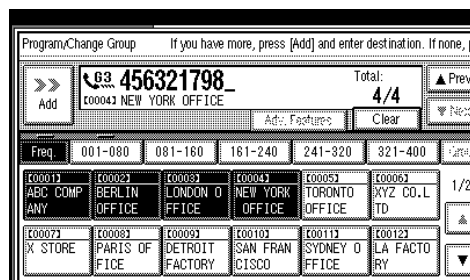 Program/Change Group If you have more, press [Add] and enter destination. If none,
Add
G3 456321798_
[0004] NEW YORK OFFICE
Total:
4/4
▲ Prev
Adv. Features
Clear
▼ Nex
Freq. 001-080 081-160 161-240 241-320 321-400
[0001] [0002] [0003] [0004] [0005] [0006]
ABC COMP BERLIN LONDON O NEW YORK TORONTO XYZ CO.L
ANY OFFICE FFICE OFFICE OFFICE TD
1/2
[0007] [0008] [0009] [0010] [0011] [0012]
X STORE PARIS OF DETROIT SAN FRAN SYDNEY O LA FACTO
FICE FACTORY CISCO FFICE RY